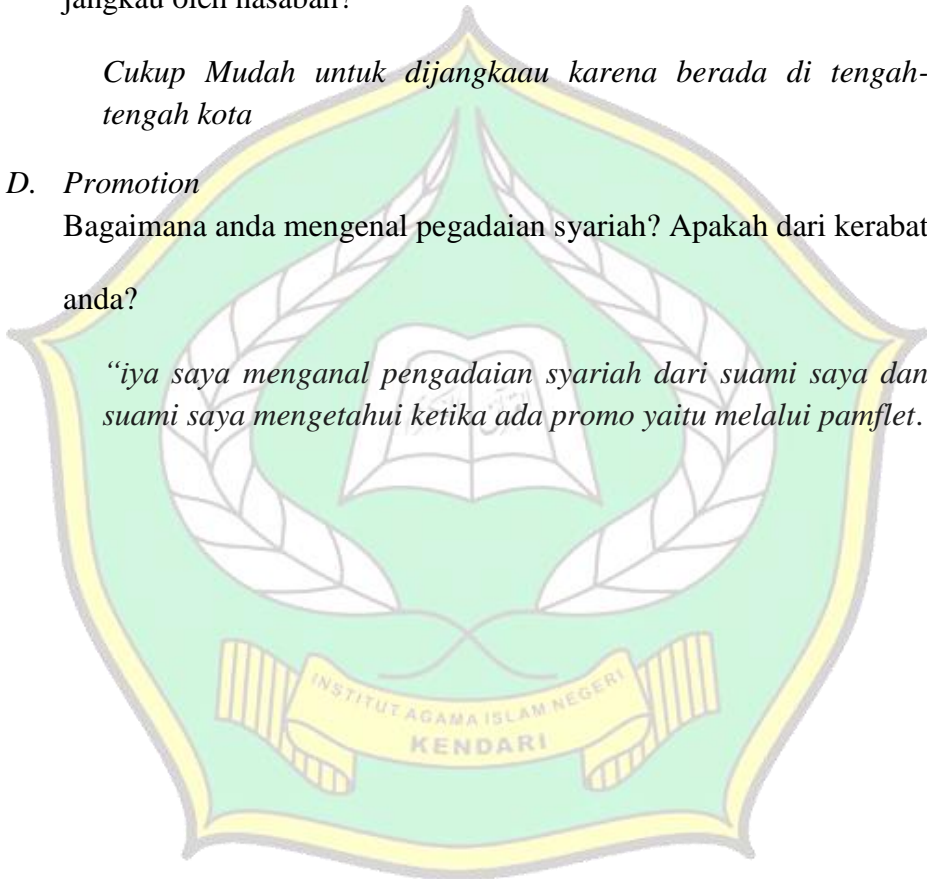 jangkau oleh nasabah?
Cukup Mudah untuk dijangkaau karena berada di tengah-
tengah kota
D. Promotion
Bagaimana anda mengenal pegadaian syariah? Apakah dari kerabat
anda?
“iya saya menganal pengadaian syariah dari suami saya dan
suami saya mengetahui ketika ada promo yaitu melalui pamflet.
INSTITUT AGAMA ISLAM NEGERI
KENDARI